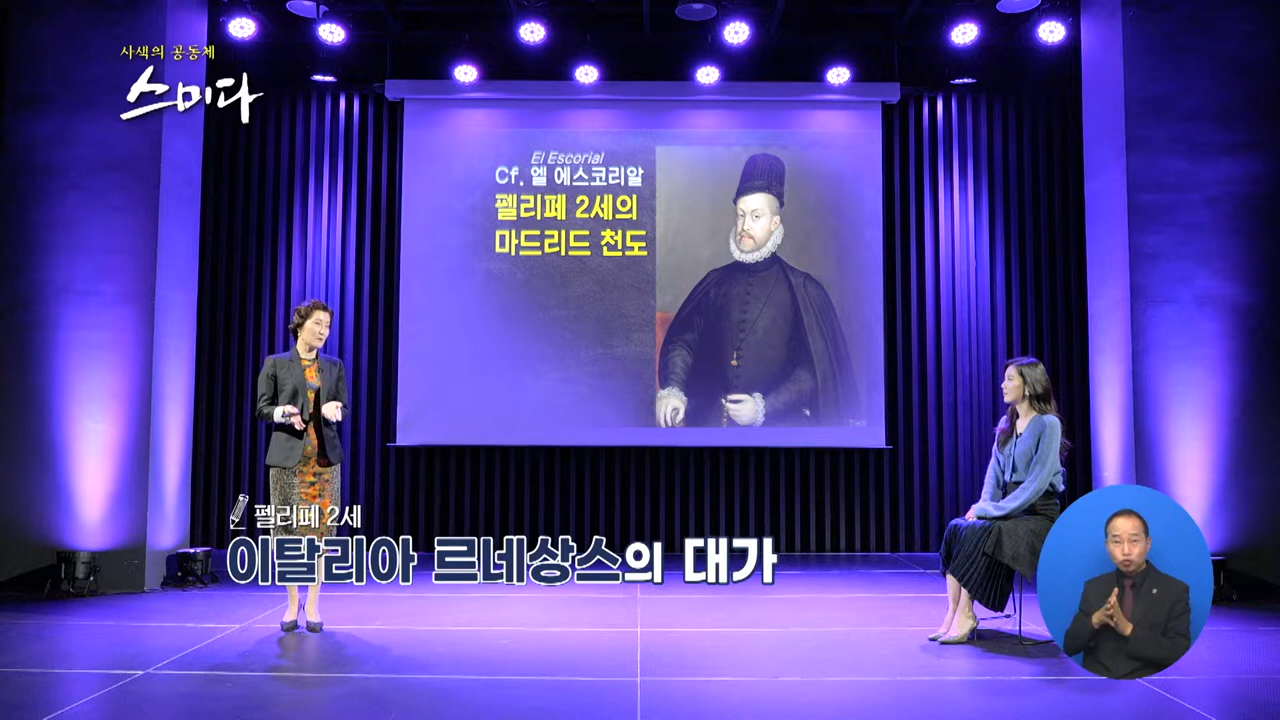 사색의 공동체
스미다
El Escorial
Cf. 엘 에스코리알
펠리페 2세의
마드리드 천도
펠리페 2세
이탈리아 르네상스의 대가